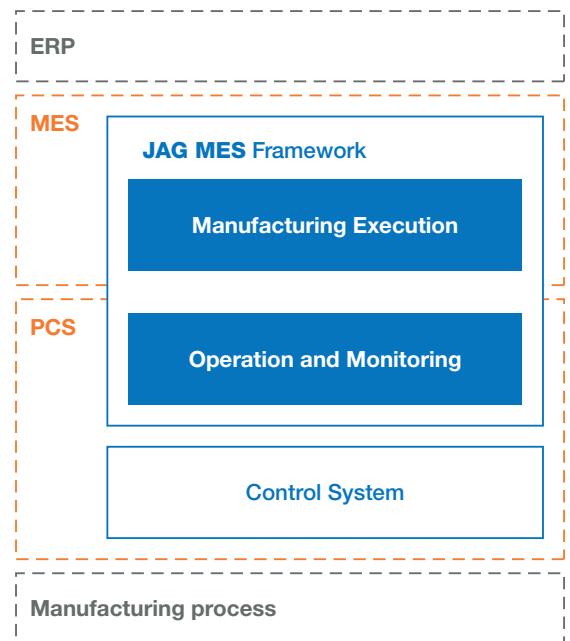 ERP
MES
JAG MES Framework
Manufacturing Execution
PCS
Operation and Monitoring
Control System
Manufacturing process